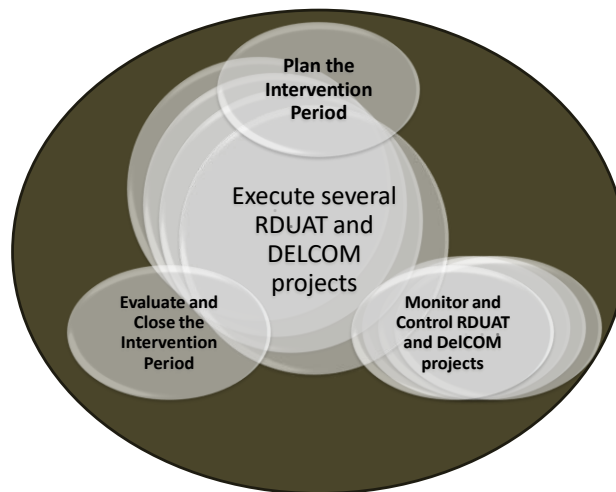 Plan the
Intervention
Period
Execute several
RDUAT and
DELCOM
projects
Evaluate and
Close the
Intervention
Period
Monitor and
Control RDUAT
and DelCOM
projects